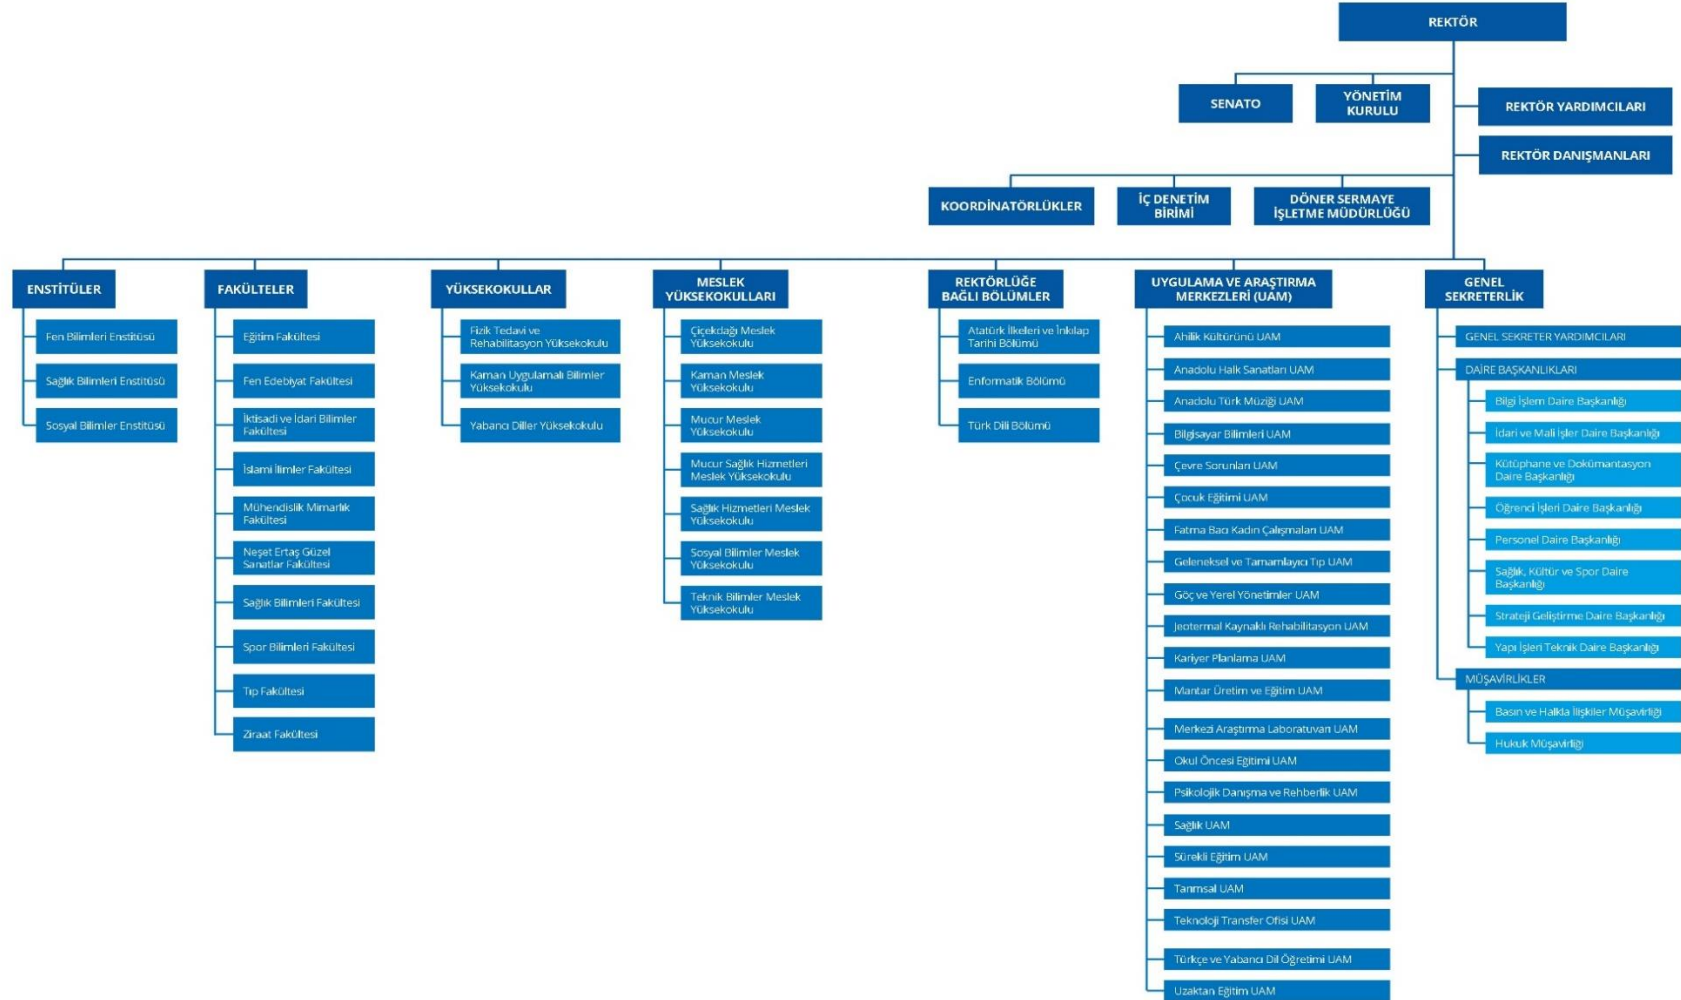 REKTÖR
SENATO
YÖNETİM
KURULU
REKTÖR YARDIMCILARI
REKTÖR DANIŞMANLARI
KOORDİNATÖRLÜKLER
İÇ DENETİM
BİRİMİ
DÖNER SERMAYE
İŞLETME MÜDÜRLÜĞÜ
ENSTİTÜLER
Fen Bilimleri Enstitüsü
Sağlık Bilimleri Enstitüsü
Sosyal Bilimler Enstitüsü
FAKÜLTELER
Eğitim Fakültesi
Fen Edebiyat Fakültesi
İktisadi ve İdari Bilimler
Fakültesi
İslami İlimler Fakültesi
Mühendislik Mimarlık
Fakültesi
Neşet Ertaş Güzel
Sanatlar Fakültesi
Sağlık Bilimleri Fakültesi
Spor Bilimleri Fakültesi
Tıp Fakültesi
Ziraat Fakültesi
YÜKSEKOKULLAR
Fizik Tedavi ve
Rehabilitasyon Yüksekokulu
Kaman Uygulamalı Bilimler
Yüksekokulu
Yabancı Diller Yüksekokulu
MESLEK
YÜKSEKOKULLARI
Çiçekdağı Meslek
Yüksekokulu
Kaman Meslek
Yüksekokulu
Mucur Meslek
Yüksekokulu
Mucur Sağlık Hizmetleri
Meslek Yüksekokulu
Sağlık Hizmetleri Meslek
Yüksekokulu
Sosyal Bilimler Meslek
Yüksekokulu
Teknik Bilimler Meslek
Yüksekokulu
REKTÖRLÜĞE
BAĞLI BÖLÜMLER
Atatürk İlkeleri ve İnkılap
Tarihi Bölümü
Enformatik Bölümü
Türk Dili Bölümü
UYGULAMA VE ARAŞTIRMA
MERKEZLERİ (UAM)
Ahilik Kültürünü UAM
Anadolu Halk Sanatları UAM
Anadolu Türk Müziği UAM
Bilgisayar Bilimleri UAM
Çevre Sorunları UAM
Çocuk Eğitimi UAM
Fatma Bacı Kadın Çalışmaları UAM
Geleneksel ve Tamamlayıcı Tıp UAM
Göç ve Yerel Yönetimler UAM
Jeotermal Kaynaklı Rehabilitasyon UAM
Kariyer Planlama UAM
Mantar Üretim ve Eğitim UAM
Merkezi Araştırma Laboratuvarı UAM
Okul Öncesi Eğitimi UAM
Psikolojik Danışma ve Rehberlik UAM
Sağlık UAM
Sürekli Eğitim UAM
Tarımsal UAM
Teknoloji Transfer Ofisi UAM
Türkçe ve Yabancı Dil Öğretimi UAM
Uzaktan Eğitim UAM
GENEL
SEKRETERLİK
GENEL SEKRETER YARDIMCILARI
DAİRE BAŞKANLIKLARI
Bilgi İşlem Daire Başkanlığı
İdari ve Mali İşler Daire Başkanlığı
Kütüphane ve Dokümantasyon
Daire Başkanlığı
Öğrenci İşleri Daire Başkanlığı
Personel Daire Başkanlığı
Sağlık, Kültür ve Spor Daire
Başkanlığı
Strateji Geliştirme Daire Başkanlığı
Yapı İşleri Teknik Daire Başkanlığı
MÜŞAVİRLİKLER
Basın ve Halkla İlişkiler Müşavirliği
Hukuk Müşavirliği